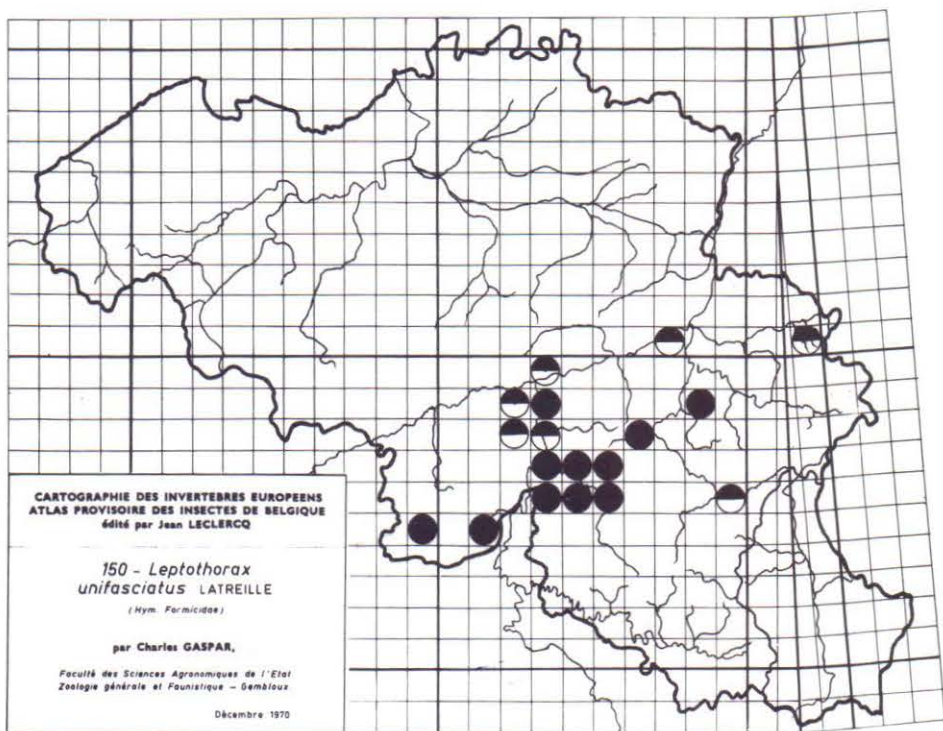 CARTOGRAPHIE DES INVERTEBRES EUROPEENS
ATLAS PROVISOIRE DES INSECTES DE BELGIQUE
édité par Jean LECLERCQ
150 - Leptothorax
unifasciatus LATREILLE
(Hym. Formicidae)
par Charles GASPAR,
Faculté des Sciences Agronomiques de l'Etat
Zoologie générale et Faunistique - Gembloux
Décembre 1970